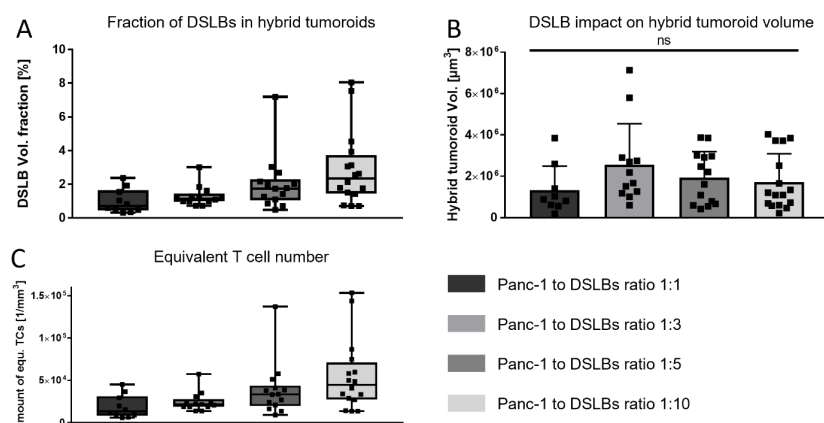 A
Fraction of DSLBs in hybrid tumoroids
DSLB Vol. fraction [%]
10
8
6
4
2
0
B
DSLB impact on hybrid tumoroid volume
ns
Hybrid tumoroid Vol. [µm³]
8×10⁶
6×10⁶
4×10⁶
2×10⁶
0
C
Equivalent T cell number
mount of equ. TCs [1/mm³]
1.5×10⁵
1×10⁵
5×10⁴
0
Panc-1 to DSLBs ratio 1:1
Panc-1 to DSLBs ratio 1:3
Panc-1 to DSLBs ratio 1:5
Panc-1 to DSLBs ratio 1:10